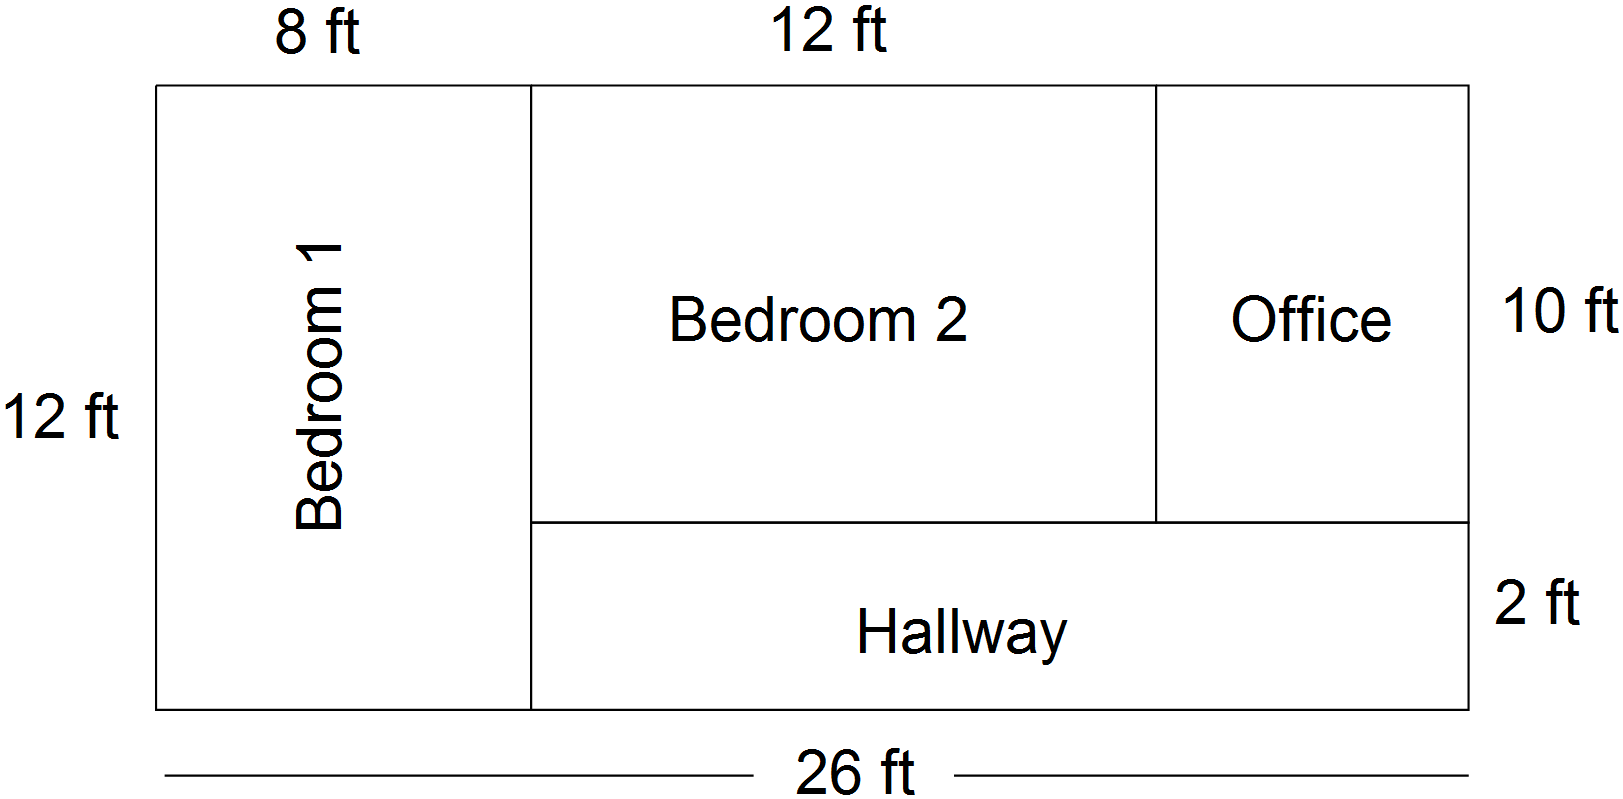 8 ft
12 ft
Bedroom 1
Bedroom 2
Office
10 ft
12 ft
Hallway
2 ft
26 ft